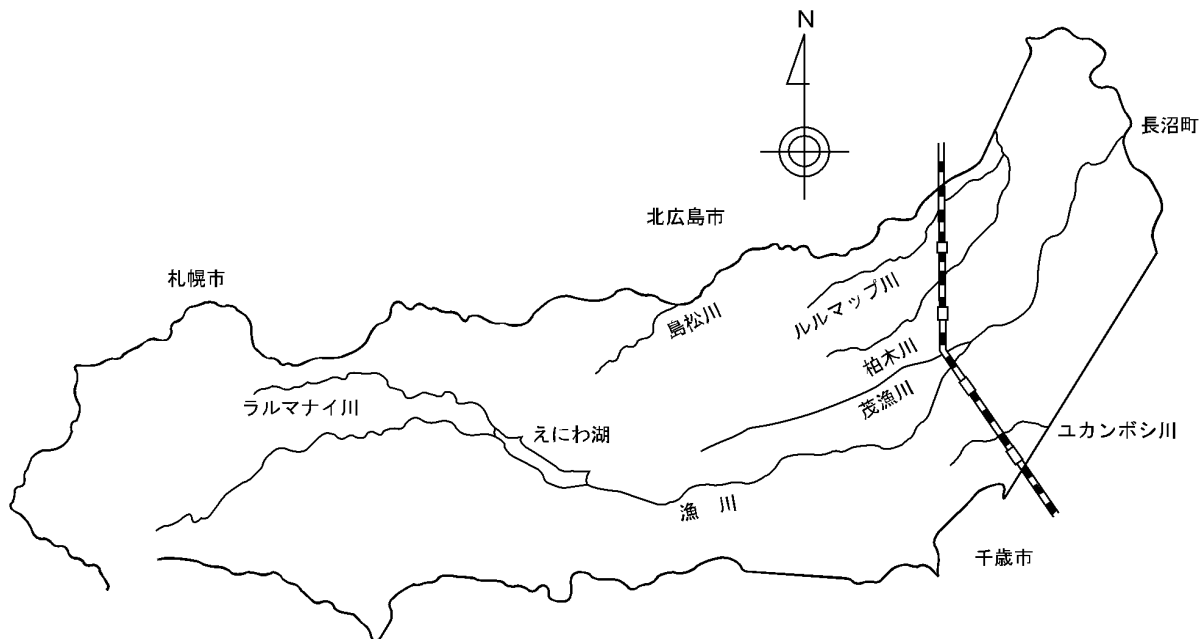 N
長沼町
北広島市
札幌市
ルルマップ川
島松川
柏木川
茂漁川
ラルマナイ川
えにわ湖
ユカンボシ川
漁 川
千歳市